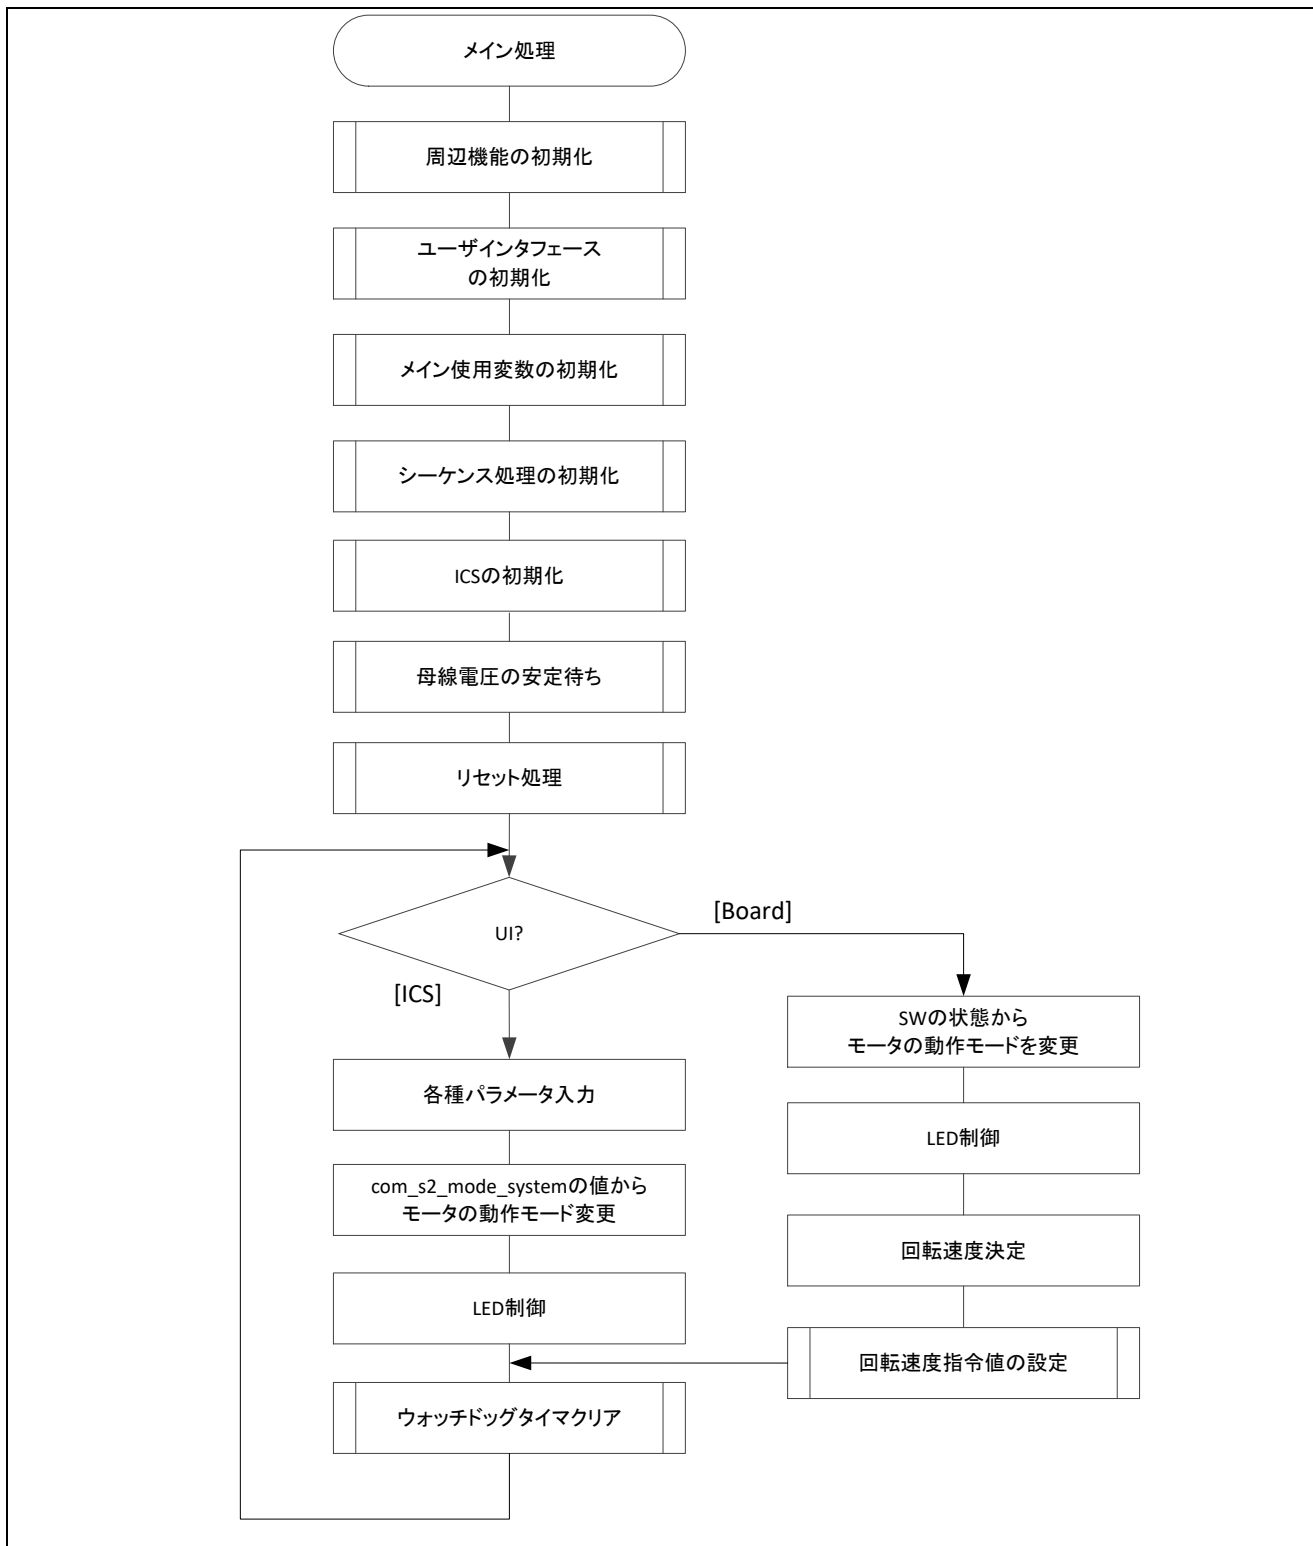 メイン処理
周辺機能の初期化
ユーザインタフェース
の初期化
メイン使用変数の初期化
シーケンス処理の初期化
ICSの初期化
母線電圧の安定待ち
リセット処理
UI?
[Board]
[ICS]
各種パラメータ入力
com_s2_mode_systemの値から
モータの動作モード変更
LED制御
SWの状態から
モータの動作モードを変更
LED制御
回転速度決定
回転速度指令値の設定
ウォッチドッグタイマクリア